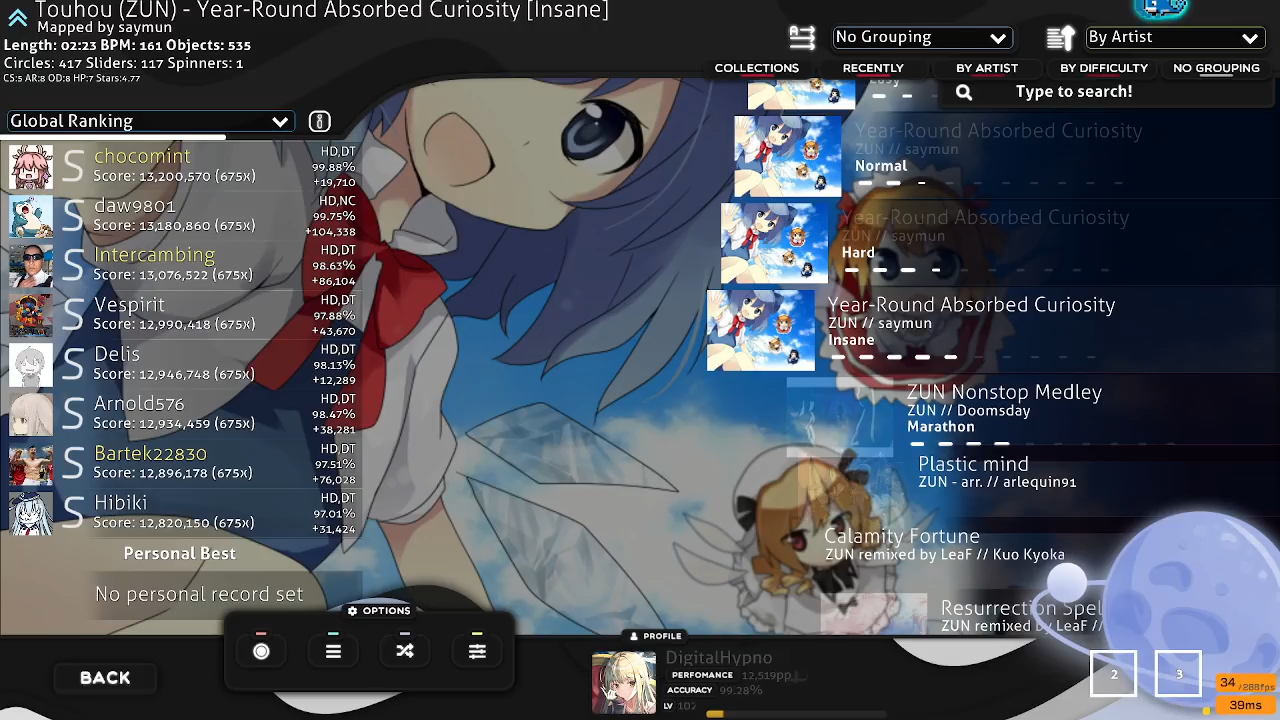 Touhou (ZUN) - Year-Round Absorbed Curiosity [Insane]
Mapped by saymun
Length: 02:2 M: 161 Objects: 535
Circles: 417 Sliders: 117 Spinners: 1
CS:5 AR:8 OD:8 HP:7 Stars:4.77
No Grouping
By Artist
COLLECTIONS
RECENTLY
BY ARTIST
BY DIFFICULTY
NO GROUPING
Type to search!
Global Ranking
chocomint
HD,DT
99.88%
Score: 13,200,570 (675x)
+19,710
daw9801
HD,NC
99.75%
(675x)
+104,338
Intercambing
HD,DT
98.63%
Score: 13,076,522 (675x)
+86,104
Vespirit
HD,DT
97.88%
(675x)
+43,670
Delis
HD,DT
98.13%
Score: 12,946,748 (675x)
+12,289
Arnold576
HD,DT
98.47%
Score: 12,934,459 (675x)
+38,281
Bartek22830
HD,DT
97.51%
Score: 12,896,178 (675x)
+76,028
Hibiki
HD,DT
97.01%
Score: 12,820,150 (675x)
+31,424
Personal Best
No personal record set
Easy
Year-Round Absorbed Curiosity
ZUN // saymun
Normal
Year-Round Absorbed Curiosity
ZUN // saymun
Hard
Year-Round Absorbed Curiosity
ZUN // saymun
Insane
ZUN Nonstop Medley
ZUN // Doomsday
Marathon
Plastic mind
ZUN - arr. // arlequin91
Calamity Fortune
ZUN remixed by LeaF // Kuo Kyoka
Resurrection Spel
ZUN remixed by LeaF //
OPTIONS
BACK
PROFILE
DigitalHypno
PERFOMANCE 12,519pp
ACCURACY 99.28%
LV 102
2
34 /288fps
39ms